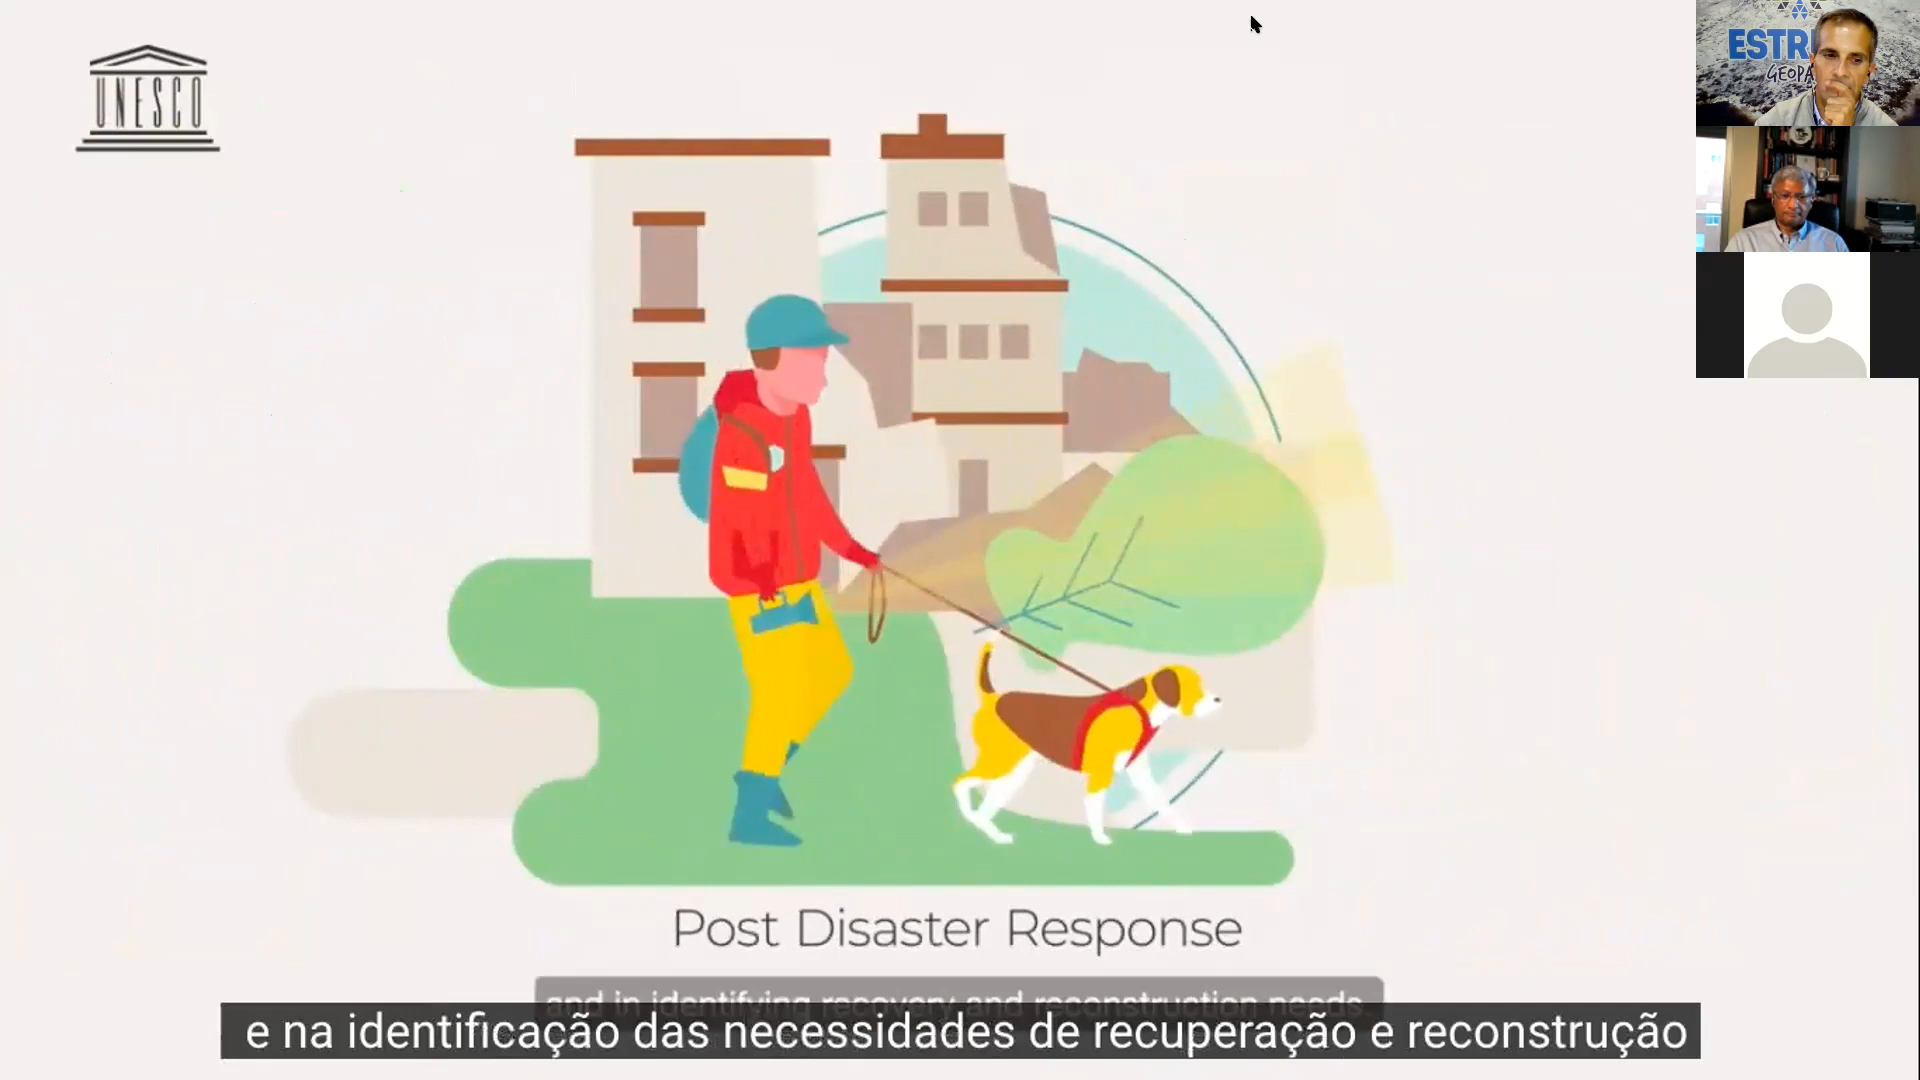 UNESCO
ESTR
GEOPA
Post Disaster Response
and in identifying recovery and reconstruction needs.
e na identificação das necessidades de recuperação e reconstrução